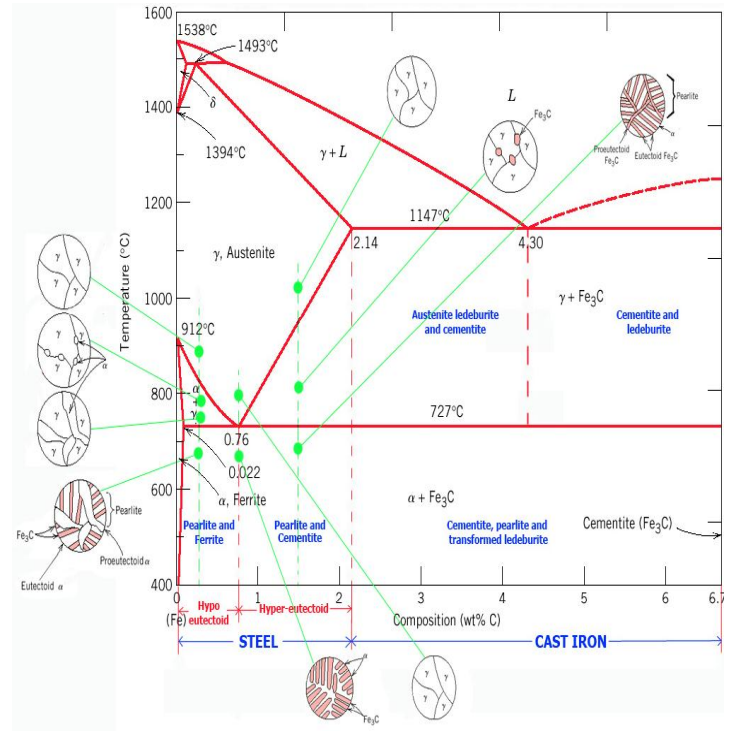 1600
1538°C
1493°C
δ
1400
1394°C
γ+L
L
γ
γ
γ
γ
γ
γ
γ
Fe₃C
Pearlite
α
Proeutectoid
Fe₃C
Eutectoid Fe₃C
1200
1147°C
2.14
4.30
γ, Austenite
Temperature (°C)
1000
γ + Fe₃C
Austenite ledeburite
and cementite
Cementite and
ledeburite
γ
γ
γ
γ
912°C
γ
γ
γ
γ
α
800
α
+
γ
727°C
γ
γ
γ
γ
0.76
0.022
600
α, Ferrite
α + Fe₃C
Pearlite
Fe₃C
Proeutectoid α
Eutectoid α
Pearlite and
Ferrite
Pearlite and
Cementite
Cementite, pearlite and
transformed ledeburite
Cementite (Fe₃C)
400
0
1
2
3
4
5
6
6.7
(Fe)
Composition (wt% C)
Hypo
eutectoid
Hyper-eutectoid
STEEL
CAST IRON
α
Fe₃C
γ
γ
γ
γ